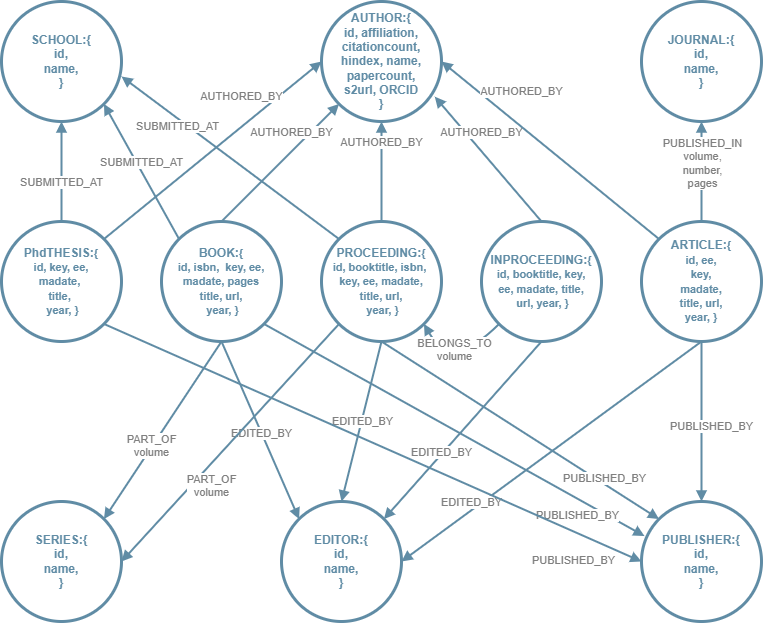 SCHOOL:{
id,
name,
}
AUTHOR:{
id, affiliation,
citationcount,
hindex, name,
papercount,
s2url, ORCID
}
JOURNAL:{
id,
name,
}
AUTHORED_BY
AUTHORED_BY
SUBMITTED_AT
AUTHORED_BY
AUTHORED_BY
AUTHORED_BY
PUBLISHED_IN
volume,
number,
pages
SUBMITTED_AT
SUBMITTED_AT
PhdTHESIS:{
id, key, ee,
madate,
title,
year, }
BOOK:{
id, isbn, key, ee,
madate, pages
title, url,
year, }
PROCEEDING:{
id, booktitle, isbn,
key, ee, madate,
title, url,
year, }
INPROCEEDING:{
id, booktitle, key,
ee, madate, title,
url, year, }
ARTICLE:{
id, ee,
key,
madate,
title, url,
year, }
BELONGS_TO
volume
EDITED_BY
EDITED_BY
PUBLISHED_BY
PART_OF
volume
EDITED_BY
PART_OF
volume
PUBLISHED_BY
EDITED_BY
PUBLISHED_BY
PUBLISHED_BY
SERIES:{
id,
name,
}
EDITOR:{
id,
name,
}
PUBLISHER:{
id,
name,
}